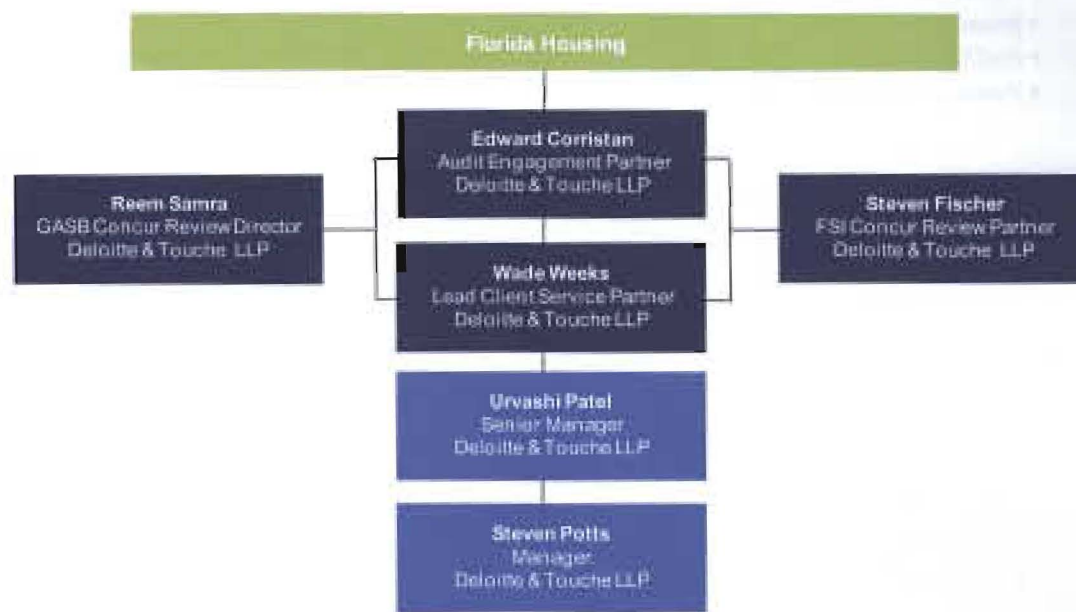 Florida Housing
Edward Corristan
Audit Engagement Partner
Deloitte & Touche LLP
Reem Samra
GASB Concur Review Director
Deloitte & Touche LLP
Steven Fischer
FSI Concur Review Partner
Deloitte & Touche LLP
Wade Weeks
Lead Client Service Partner
Deloitte & Touche LLP
Urvashi Patel
Senior Manager
Deloitte & Touche LLP
Steven Potts
Manager
Deloitte & Touche LLP